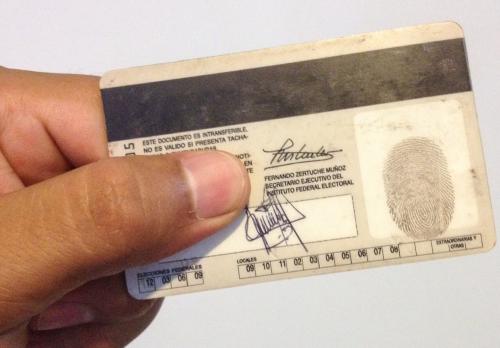 ESTE DOCUMENTO ES INTRANSFERIBLE,
NO ES VALIDO SI PRESENTA TACHA-
FERNANDO ZERTUCHE MUÑOZ
SECRETARIO EJECUTIVO DEL
INSTITUTO FEDERAL ELECTORAL
ELECCIONES FEDERALES
12 03 06 09
LOCALES
09 10 11 02 03 04 05 06 07 08
EXTRAORDINARIAS Y
OTRAS